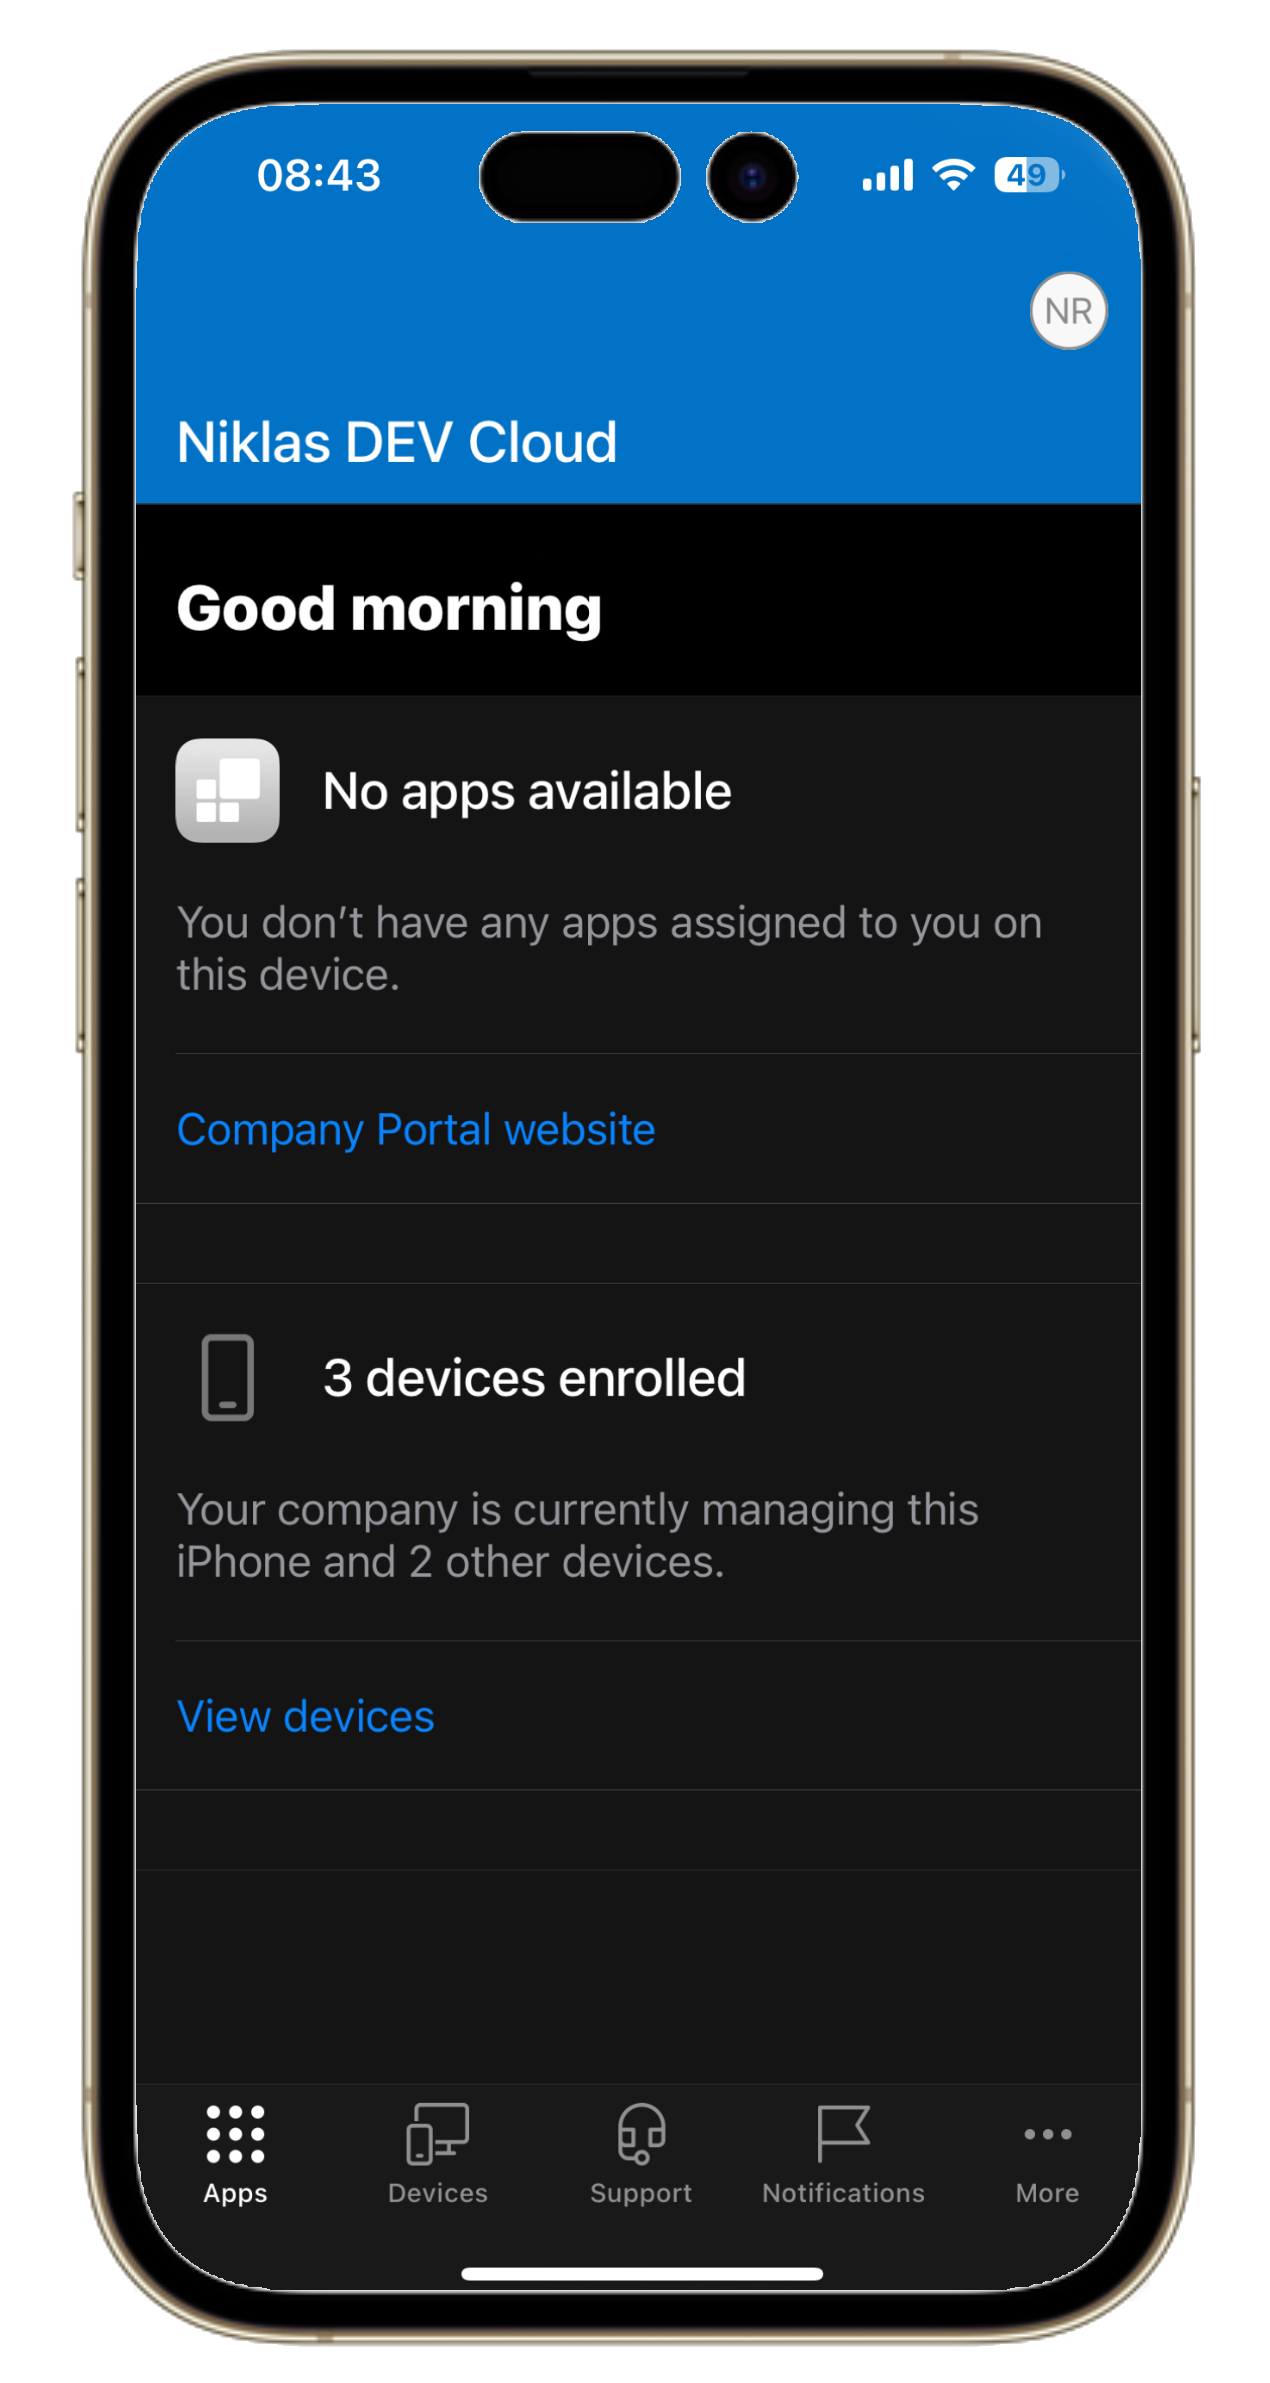 08:43
49
NR
Niklas DEV Cloud
Good morning
No apps available
You don’t have any apps assigned to you on
this device.
Company Portal website
3 devices enrolled
Your company is currently managing this
iPhone and 2 other devices.
View devices
Apps
Devices
Support
Notifications
More